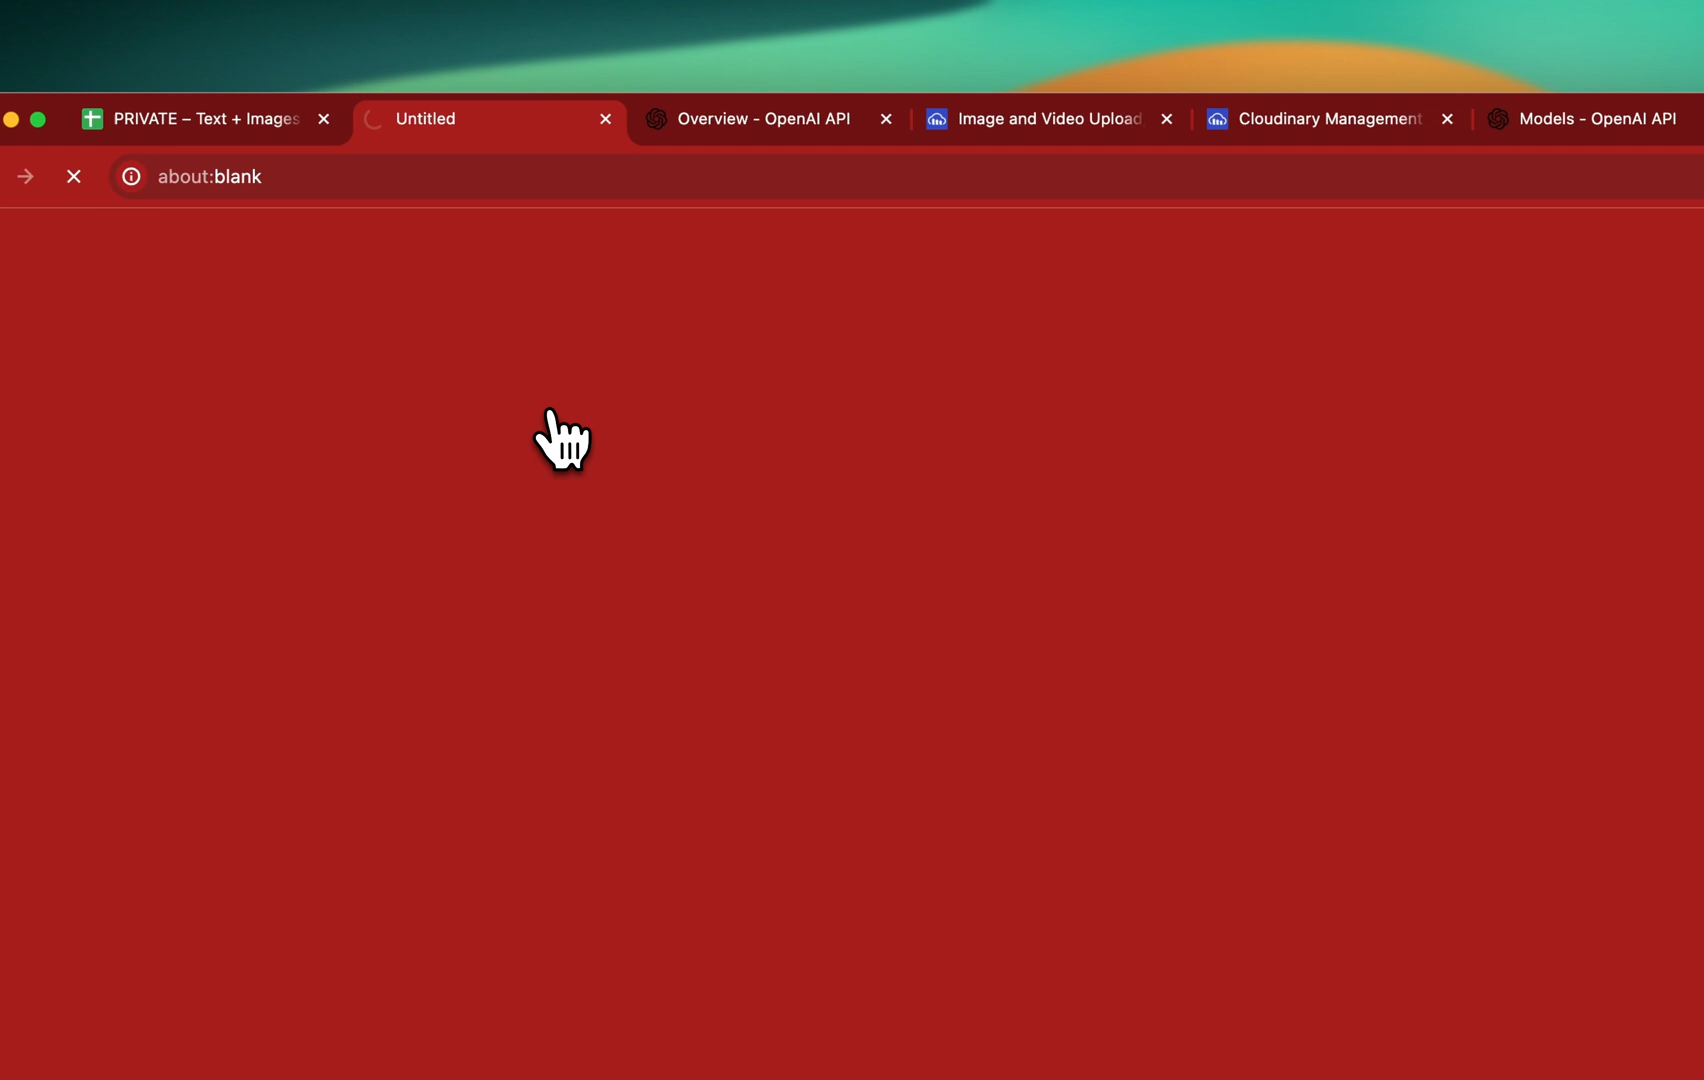 PRIVATE – Text + Images
Untitled
Overview - OpenAI API
Image and Video Upload,
Cloudinary Management
Models - OpenAI API
about:blank